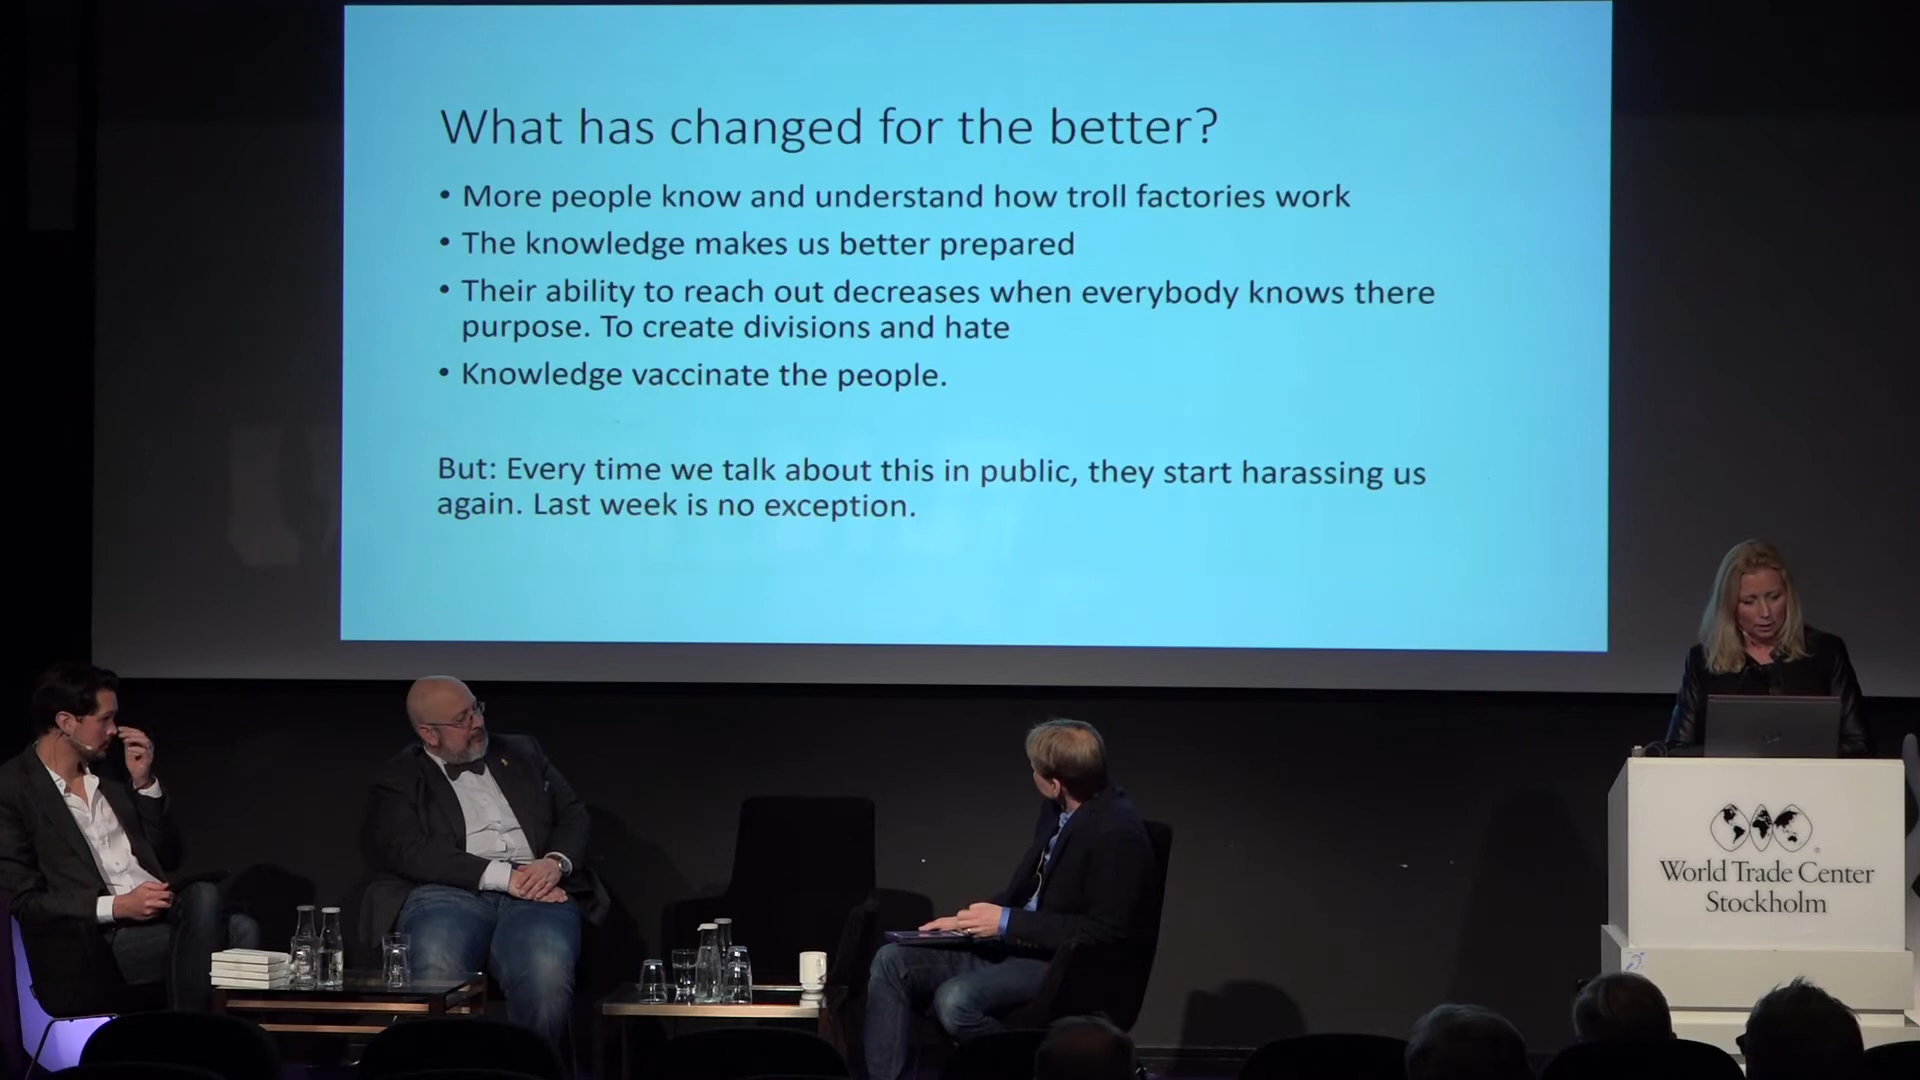 What has changed for the better?
• More people know and understand how troll factories work
• The knowledge makes us better prepared
• Their ability to reach out decreases when everybody knows there
purpose. To create divisions and hate
• Knowledge vaccinate the people.
But: Every time we talk about this in public, they start harassing us
again. Last week is no exception.
World Trade Center
Stockholm